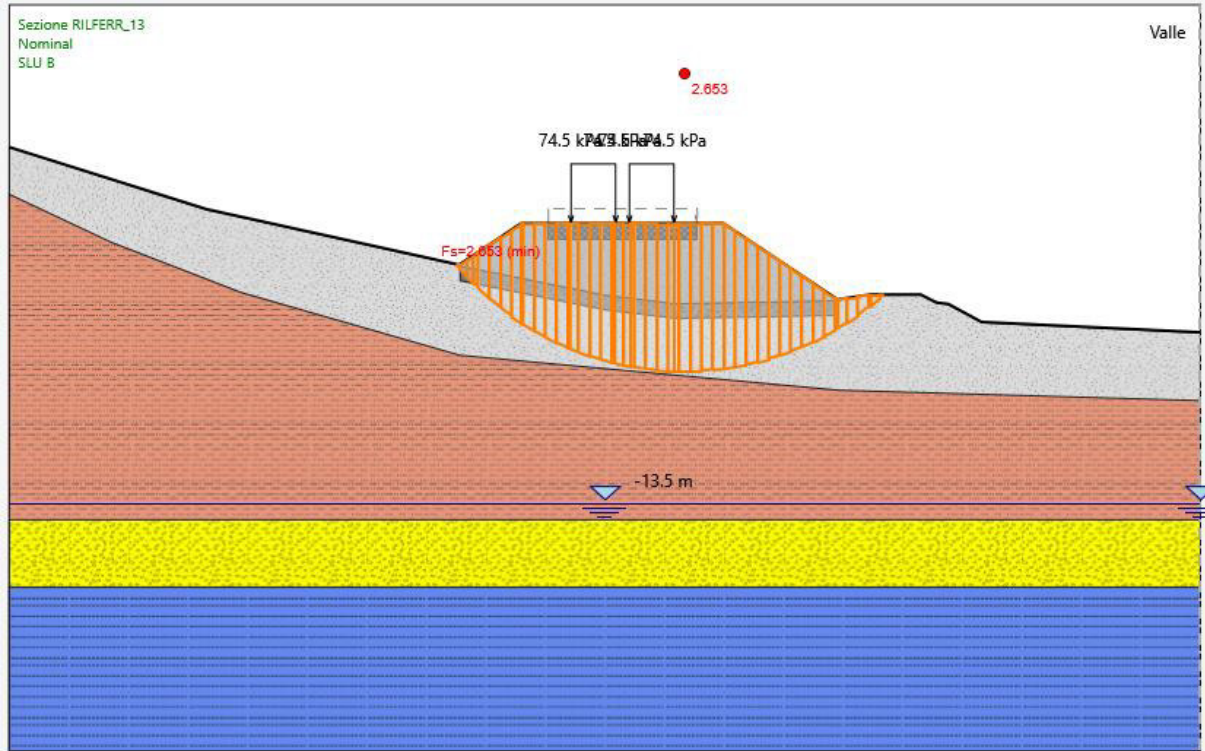 Sezione RILFERR_13
Nominal
SLU B
Valle
2.653
74.5 kPa 74.5 kPa
Fs=2.653 (min)
-13.5 m